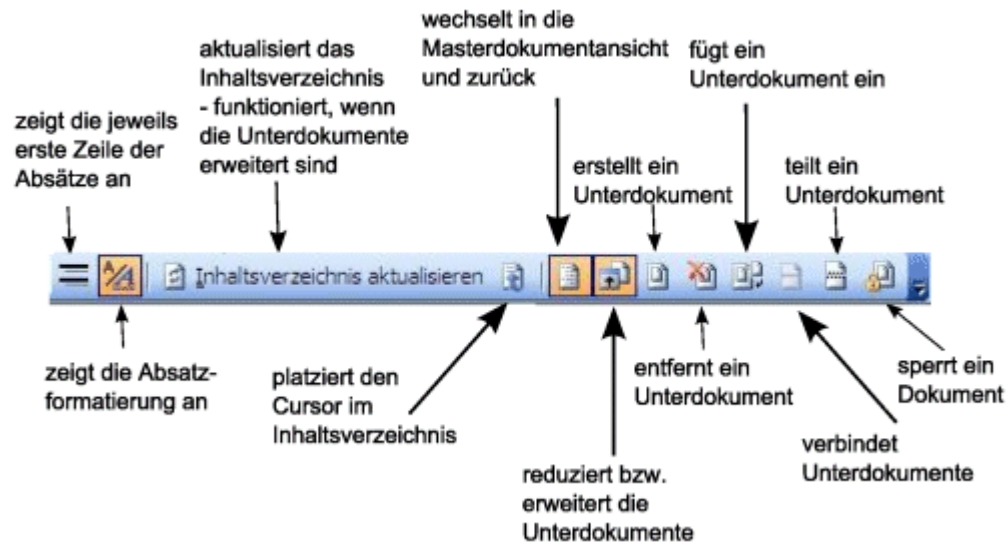 zeigt die jeweils
erste Zeile der
Absätze an
aktualisiert das
Inhaltsverzeichnis
- funktioniert, wenn
die Unterdokumente
erweitert sind
wechselt in die
Masterdokumentansicht
und zurück
fügt ein
Unterdokument ein
erstellt ein
Unterdokument
teilt ein
Unterdokument
Inhaltsverzeichnis aktualisieren
zeigt die Absatz-
formatierung an
platziert den
Cursor im
Inhaltsverzeichnis
reduziert bzw.
erweitert die
Unterdokumente
entfernt ein
Unterdokument
verbindet
Unterdokumente
sperrt ein
Dokument